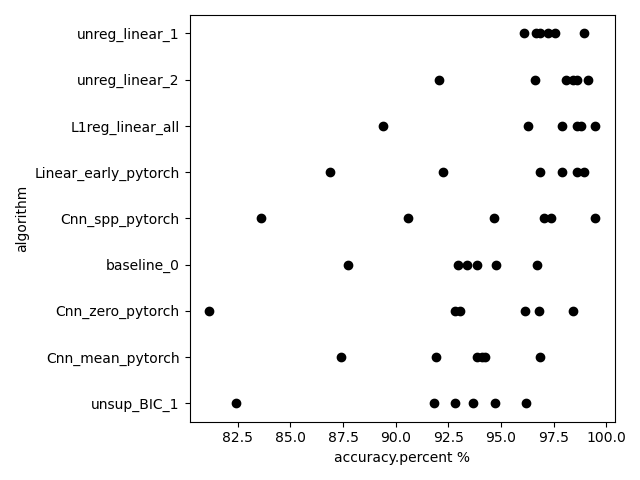 unreg_linear_1
unreg_linear_2
L1reg_linear_all
Linear_early_pytorch
Cnn_spp_pytorch
baseline_0
Cnn_zero_pytorch
Cnn_mean_pytorch
unsup_BIC_1
algorithm
82.5 85.0 87.5 90.0 92.5 95.0 97.5 100.0
accuracy.percent %